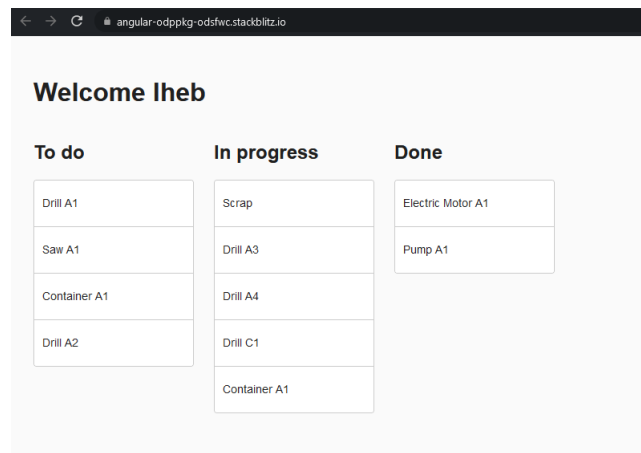 angular-odppkg-odsfwc.stackblitz.io
Welcome Iheb
To do
Drill A1
Saw A1
Container A1
Drill A2
In progress
Scrap
Drill A3
Drill A4
Drill C1
Container A1
Done
Electric Motor A1
Pump A1